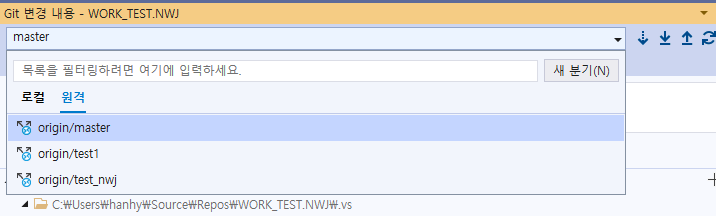 Git 변경 내용 - WORK_TEST.NWJ
master
목록을 필터링하려면 여기에 입력하세요.
새 분기(N)
로컬 원격
origin/master
origin/test1
origin/test_nwj
C:₩Users₩hanhy₩Source₩Repos₩WORK_TEST.NWJ₩.vs